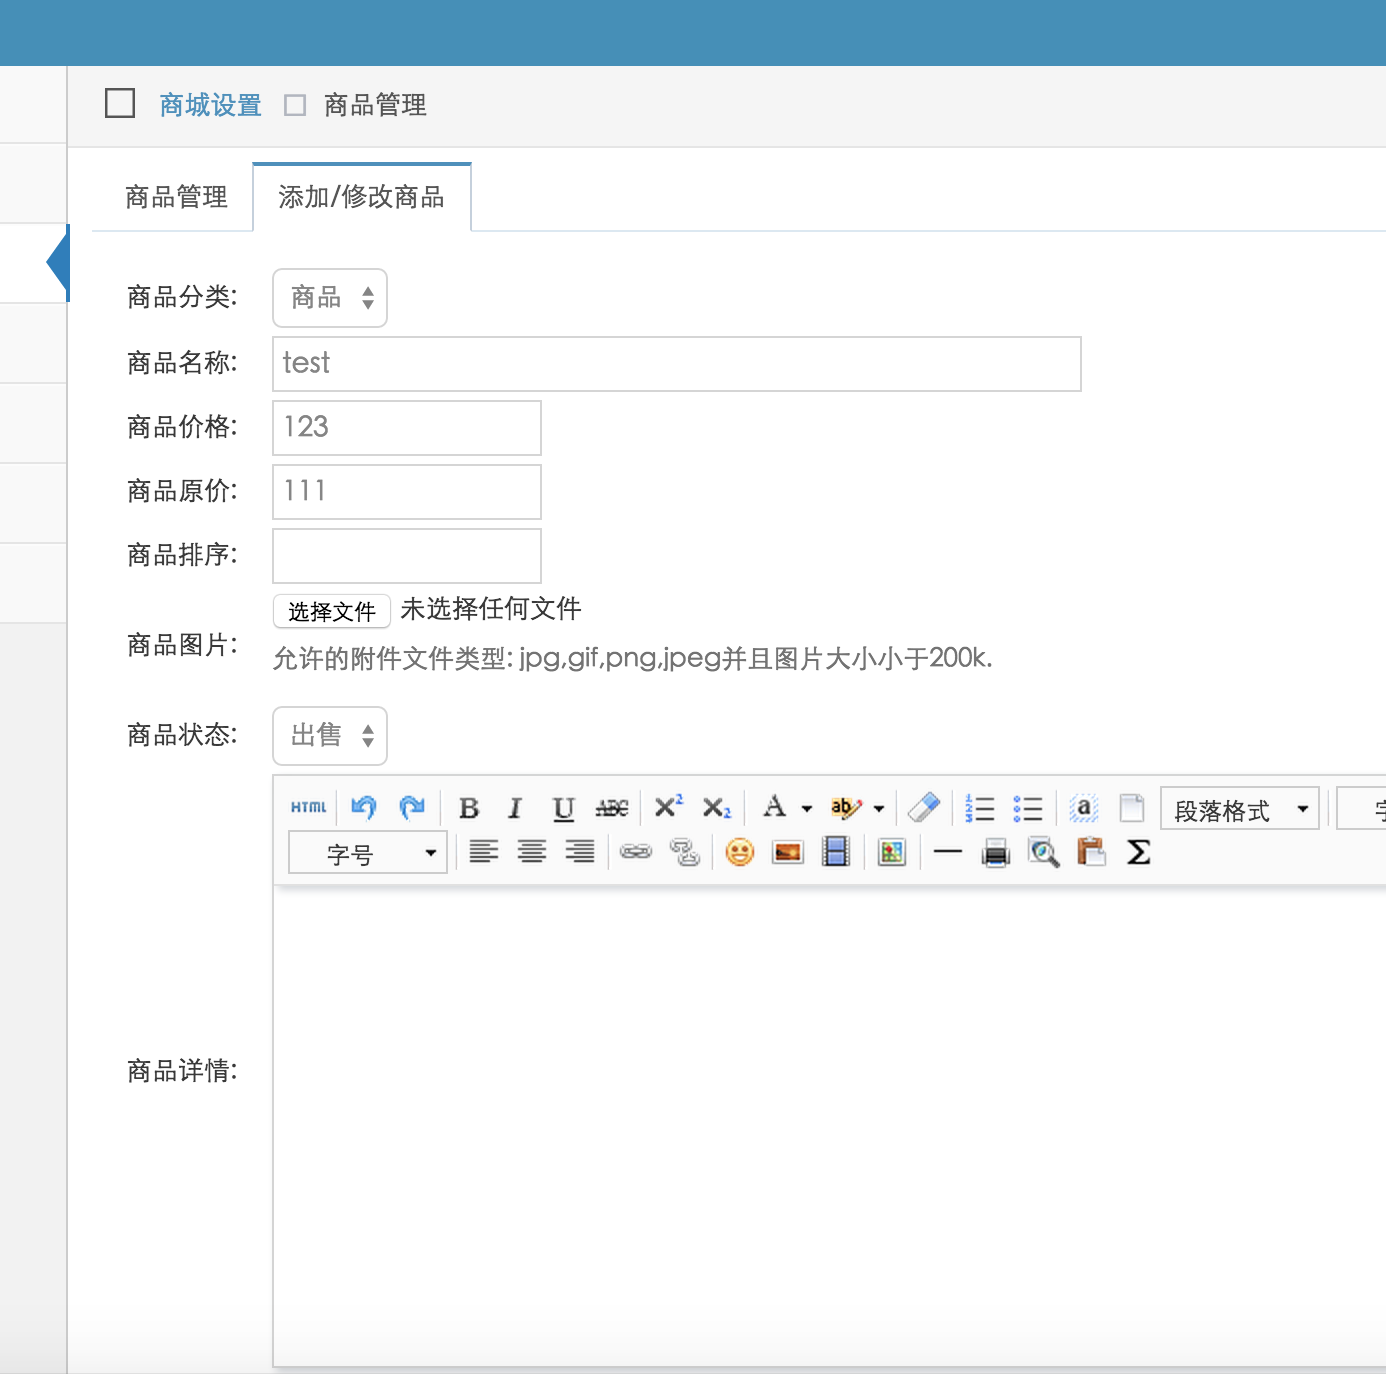 商城设置 商品管理
商品管理 添加/修改商品
商品分类: 商品
商品名称: test
商品价格: 123
商品原价: 111
商品排序:
选择文件 未选择任何文件
商品图片:
允许的附件文件类型: jpg,gif,png,jpeg并且图片大小小于200k.
商品状态: 出售
HTML B I U ABC X² X₂ A ab a 段落格式
字号 Σ
商品详情: